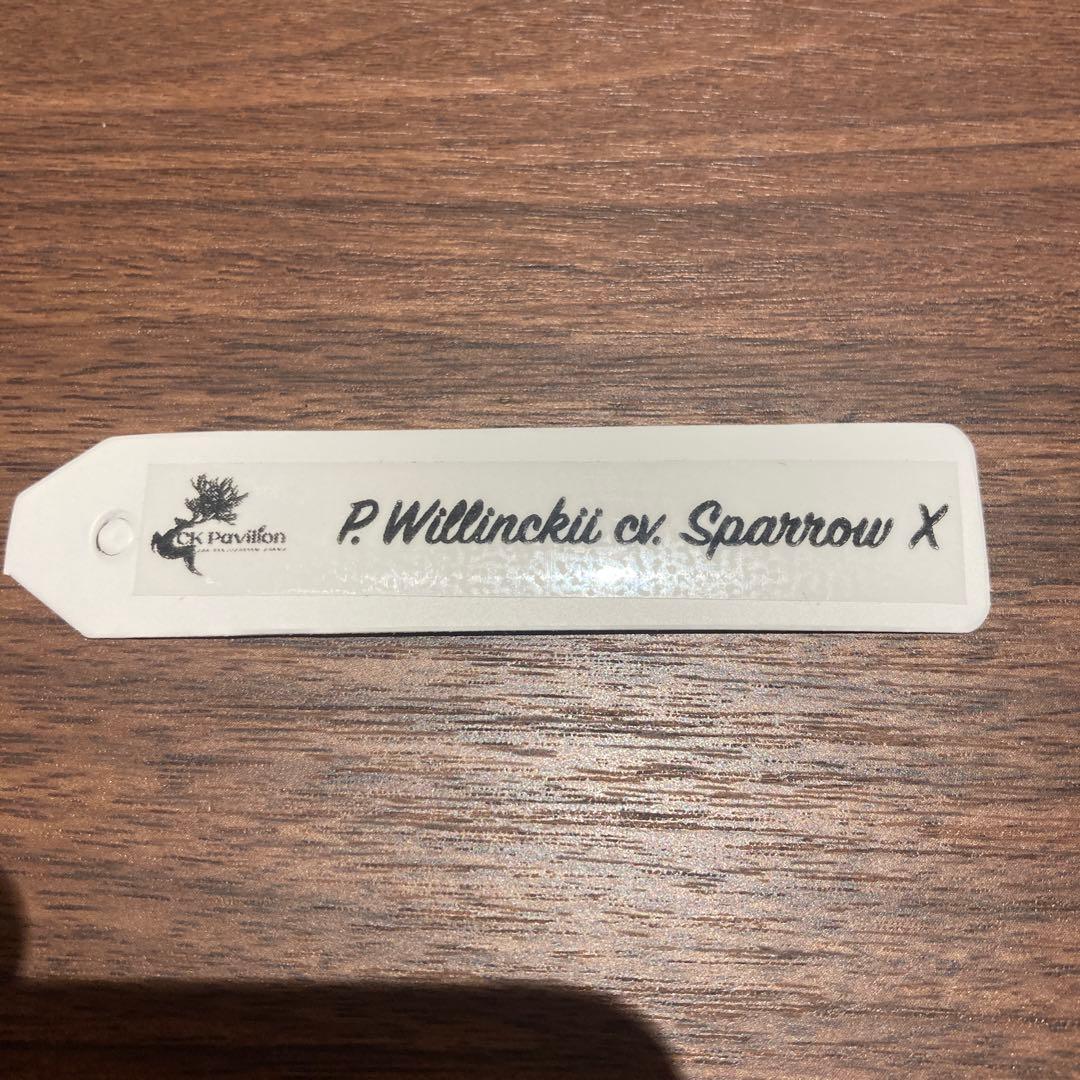 CK Pavilion
P. Willinckii cv. Sparrow X